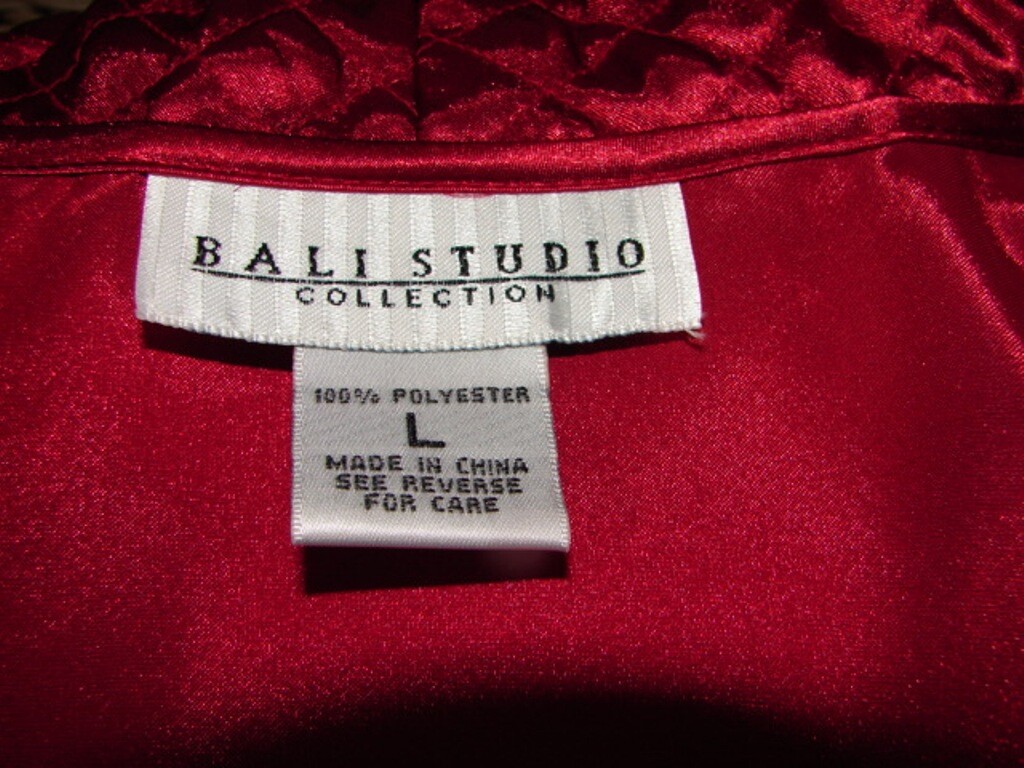 BALI STUDIO
COLLECTION
100% POLYESTER
L
MADE IN CHINA
SEE REVERSE
FOR CARE